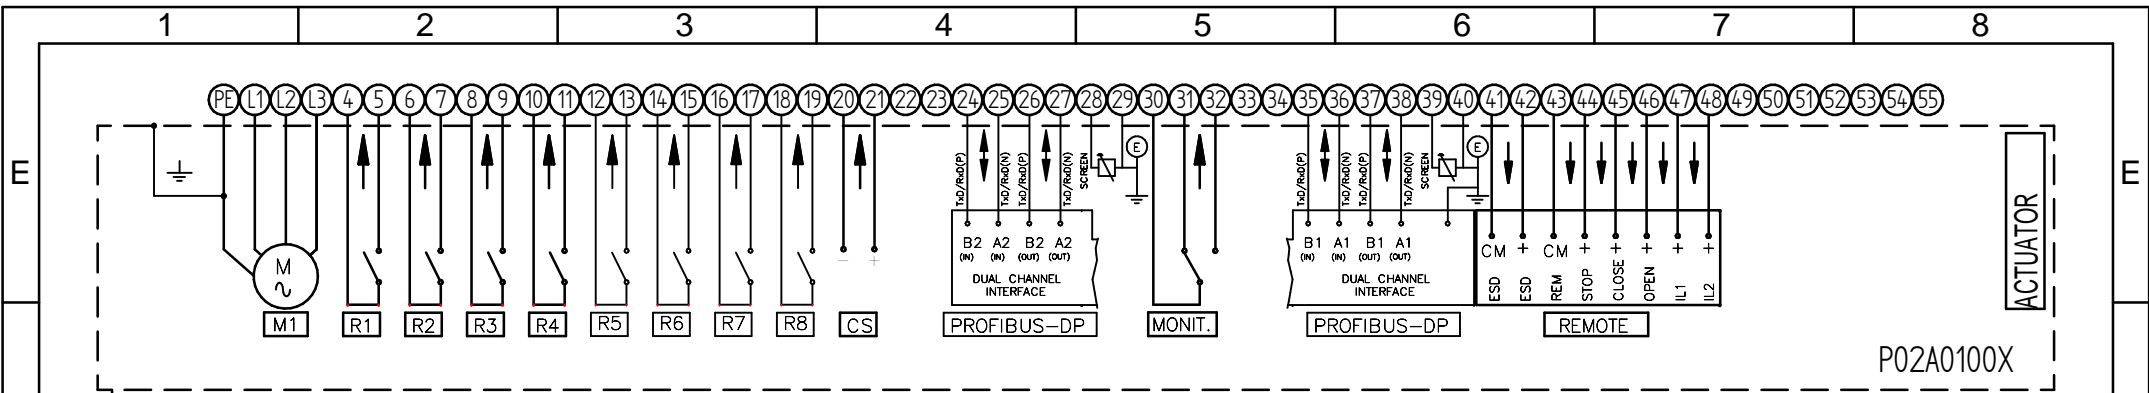 1 2 3 4 5 6 7 8
PE L1 L2 L3 4 5 6 7 8 9 10 11 12 13 14 15 16 17 18 19 20 21 22 23 24 25 26 27 28 29 30 31 32 33 34 35 36 37 38 39 40 41 42 43 44 45 46 47 48 49 50 51 52 53 54 55
E E
E E
TxD/RxD(P) TxD/RxD(N) TxD/RxD(P) TxD/RxD(N) SCREEN
TxD/RxD(P) TxD/RxD(N) TxD/RxD(P) TxD/RxD(N) SCREEN
B2 A2 B2 A2
(IN) (IN) (OUT) (OUT)
DUAL CHANNEL
INTERFACE
B1 A1 B1 A1
(IN) (IN) (OUT) (OUT)
DUAL CHANNEL
INTERFACE
CM + CM + + + + +
ESD ESD REM STOP CLOSE OPEN IL1 IL2
M
− +
M1 R1 R2 R3 R4 R5 R6 R7 R8 CS PROFIBUS-DP MONIT. PROFIBUS-DP REMOTE
ACTUATOR
P02A0100X